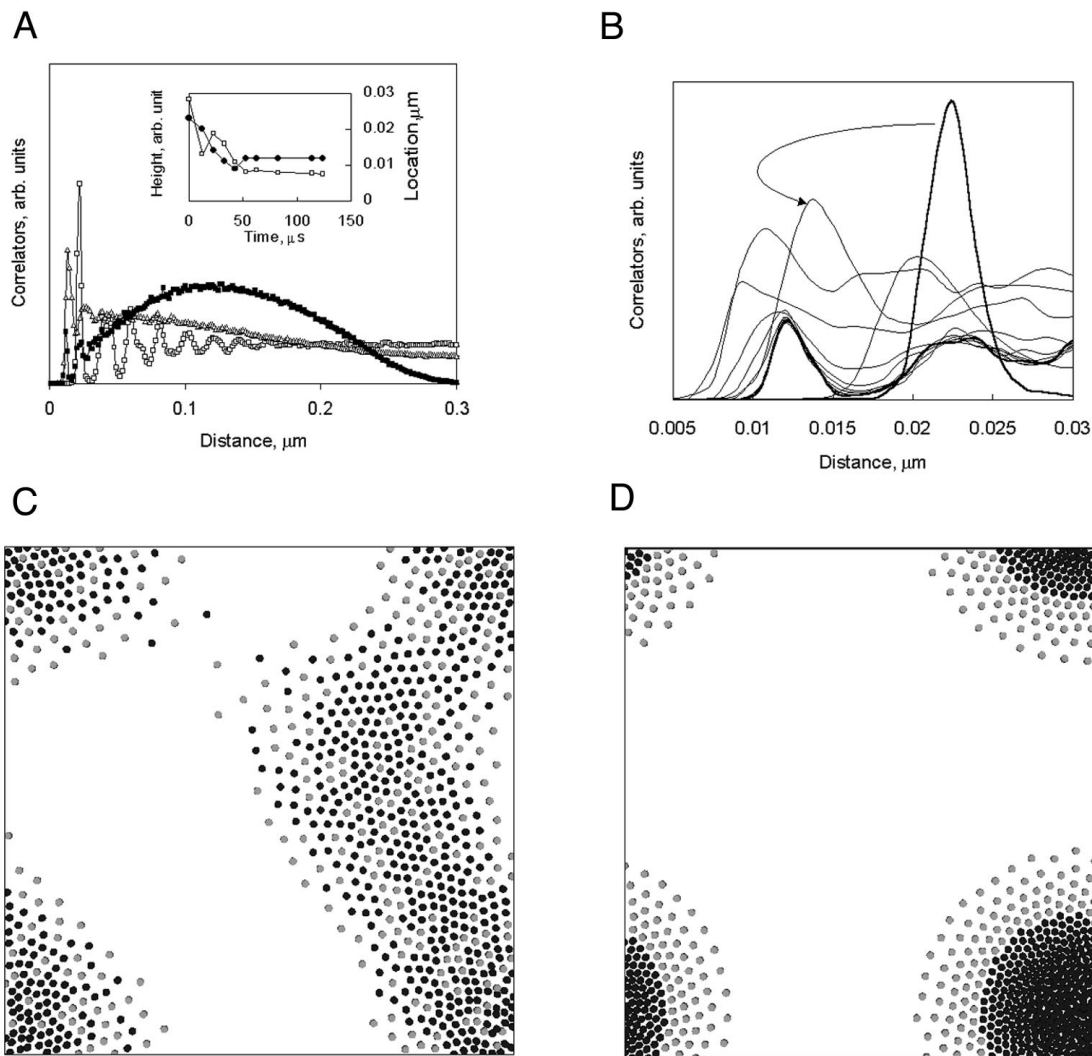 A
Correlators, arb. units
Height, arb. unit
0.03
0.02
0.01
0
Location,μm
0 50 100 150
Time, μs
0 0.1 0.2 0.3
Distance, μm
B
Correlators, arb. units
0.005 0.01 0.015 0.02 0.025 0.03
Distance, μm
C
D